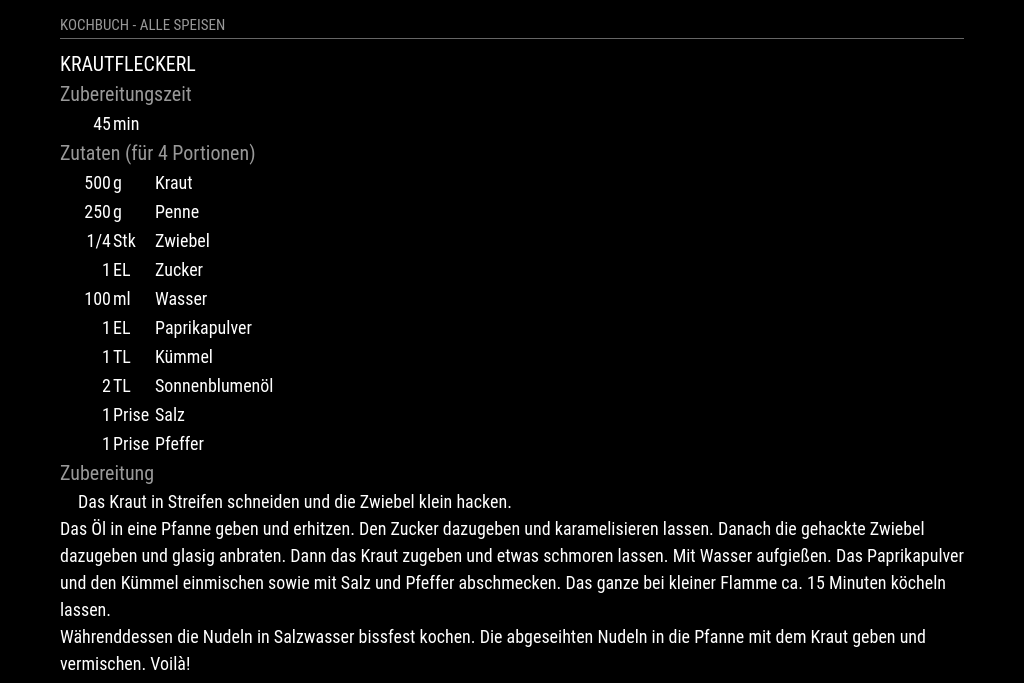 KOCHBUCH - ALLE SPEISEN
KRAUTFLECKERL
Zubereitungszeit
45 min
Zutaten (für 4 Portionen)
500 g Kraut
250 g Penne
1/4 Stk Zwiebel
1 EL Zucker
100 ml Wasser
1 EL Paprikapulver
1 TL Kümmel
2 TL Sonnenblumenöl
1 Prise Salz
1 Prise Pfeffer
Zubereitung
Das Kraut in Streifen schneiden und die Zwiebel klein hacken.
Das Öl in eine Pfanne geben und erhitzen. Den Zucker dazugeben und karamelisieren lassen. Danach die gehackte Zwiebel
dazugeben und glasig anbraten. Dann das Kraut zugeben und etwas schmoren lassen. Mit Wasser aufgießen. Das Paprikapulver
und den Kümmel einmischen sowie mit Salz und Pfeffer abschmecken. Das ganze bei kleiner Flamme ca. 15 Minuten köcheln
lassen.
Währenddessen die Nudeln in Salzwasser bissfest kochen. Die abgeseihten Nudeln in die Pfanne mit dem Kraut geben und
vermischen. Voilà!